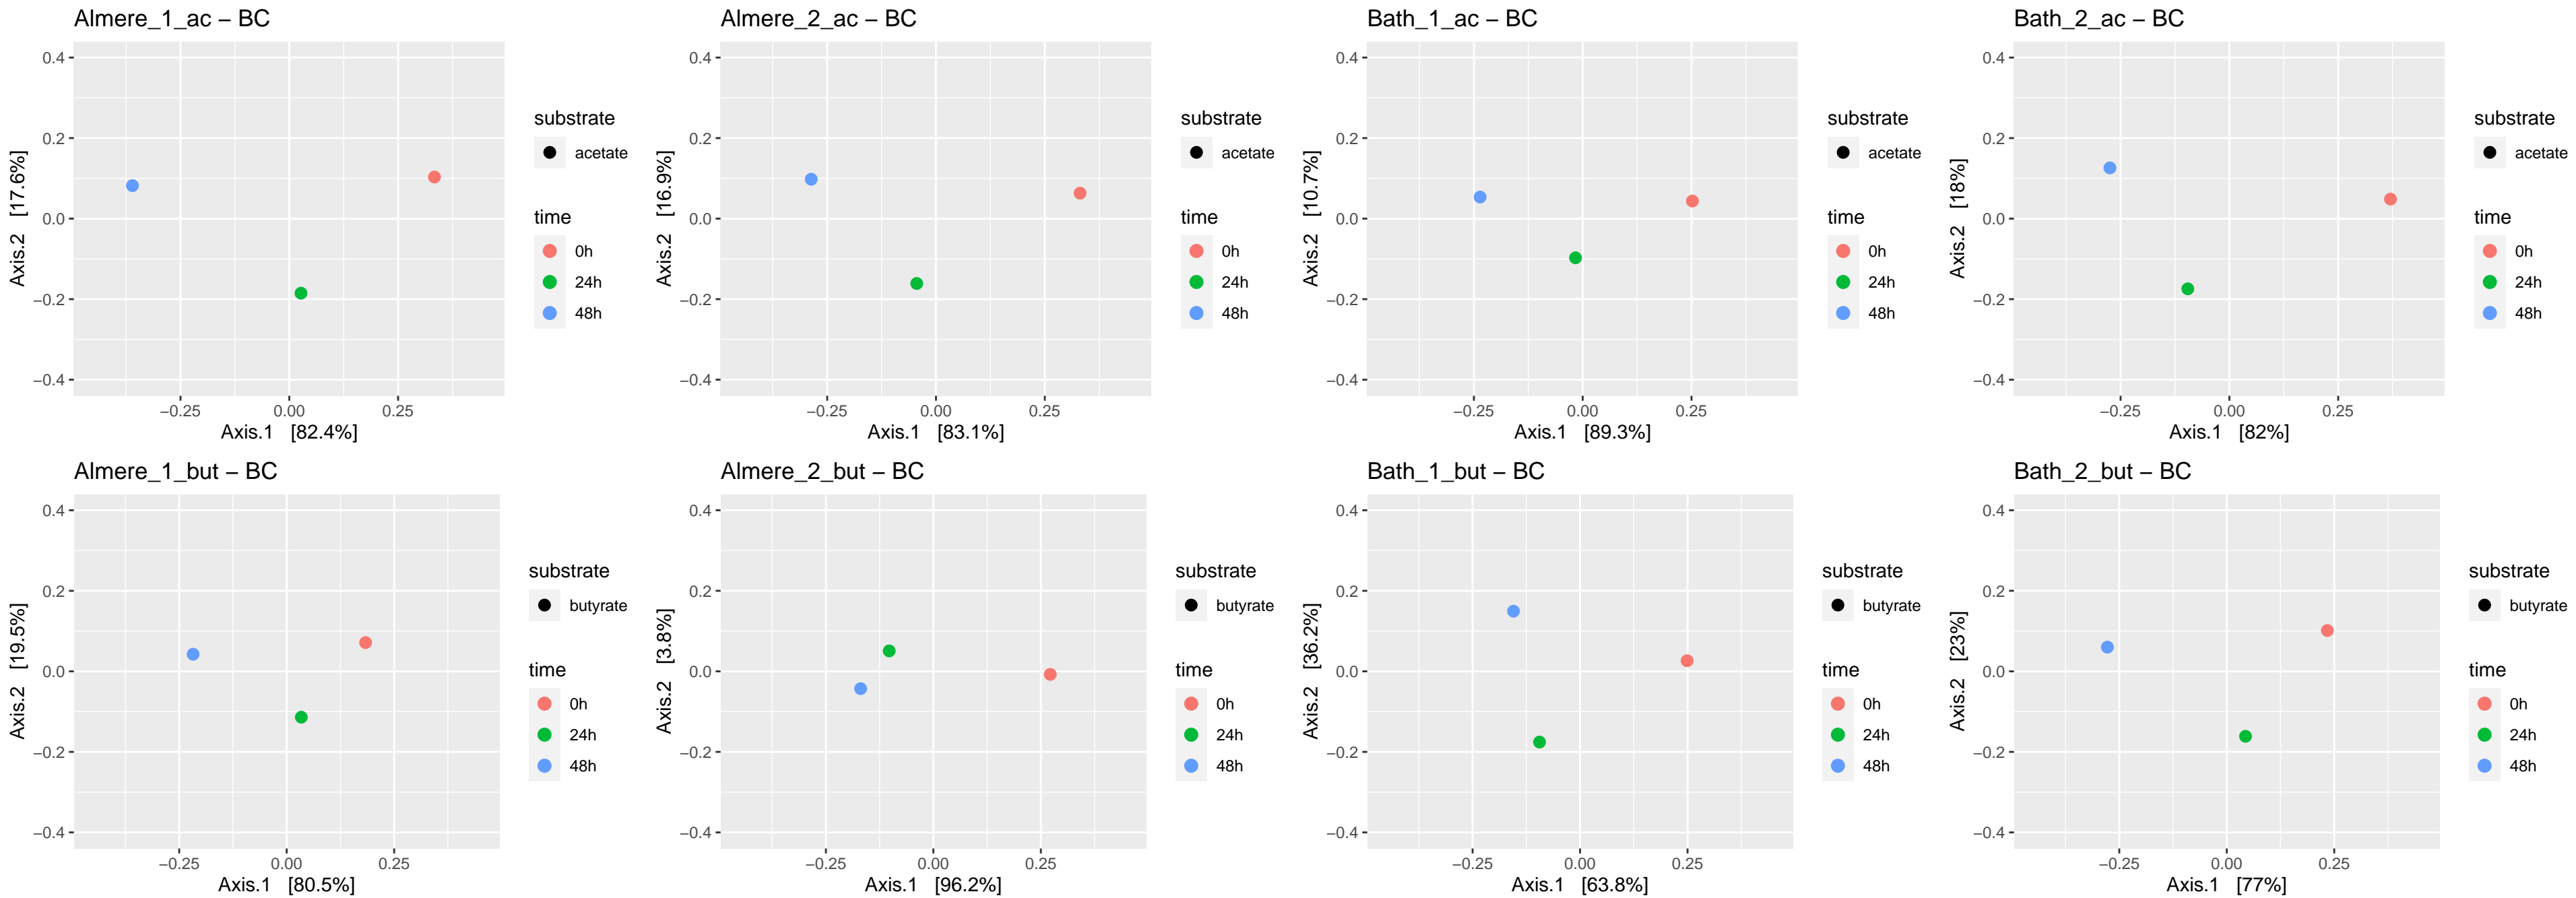 Almere_1_ac – BC
Axis.2 [17.6%]
0.4
0.2
0.0
−0.2
−0.4
−0.25 0.00 0.25
Axis.1 [82.4%]
substrate
acetate
time
0h
24h
48h
Almere_2_ac – BC
Axis.2 [16.9%]
0.4
0.2
0.0
−0.2
−0.4
−0.25 0.00 0.25
Axis.1 [83.1%]
substrate
acetate
time
0h
24h
48h
Bath_1_ac – BC
Axis.2 [10.7%]
0.4
0.2
0.0
−0.2
−0.4
−0.25 0.00 0.25
Axis.1 [89.3%]
substrate
acetate
time
0h
24h
48h
Bath_2_ac – BC
Axis.2 [18%]
0.4
0.2
0.0
−0.2
−0.4
−0.25 0.00 0.25
Axis.1 [82%]
substrate
acetate
time
0h
24h
48h
Almere_1_but – BC
Axis.2 [19.5%]
0.4
0.2
0.0
−0.2
−0.4
−0.25 0.00 0.25
Axis.1 [80.5%]
substrate
butyrate
time
0h
24h
48h
Almere_2_but – BC
Axis.2 [3.8%]
0.4
0.2
0.0
−0.2
−0.4
−0.25 0.00 0.25
Axis.1 [96.2%]
substrate
butyrate
time
0h
24h
48h
Bath_1_but – BC
Axis.2 [36.2%]
0.4
0.2
0.0
−0.2
−0.4
−0.25 0.00 0.25
Axis.1 [63.8%]
substrate
butyrate
time
0h
24h
48h
Bath_2_but – BC
Axis.2 [23%]
0.4
0.2
0.0
−0.2
−0.4
−0.25 0.00 0.25
Axis.1 [77%]
substrate
butyrate
time
0h
24h
48h